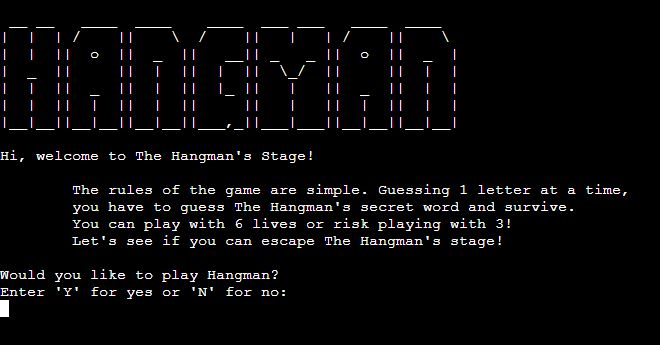 HANGMAN
Hi, welcome to The Hangman's Stage!
The rules of the game are simple. Guessing 1 letter at a time,
you have to guess The Hangman's secret word and survive.
You can play with 6 lives or risk playing with 3!
Let's see if you can escape The Hangman's stage!
Would you like to play Hangman?
Enter 'Y' for yes or 'N' for no: